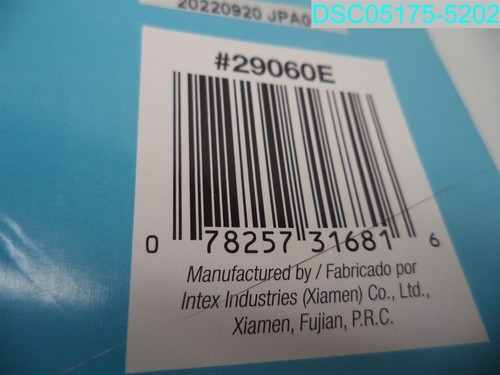 DSC05175-5202
20220920 JPA0
#29060E
0 78257 31681 6
Manufactured by / Fabricado por
Intex Industries (Xiamen) Co., Ltd.,
Xiamen, Fujian, P.R.C.